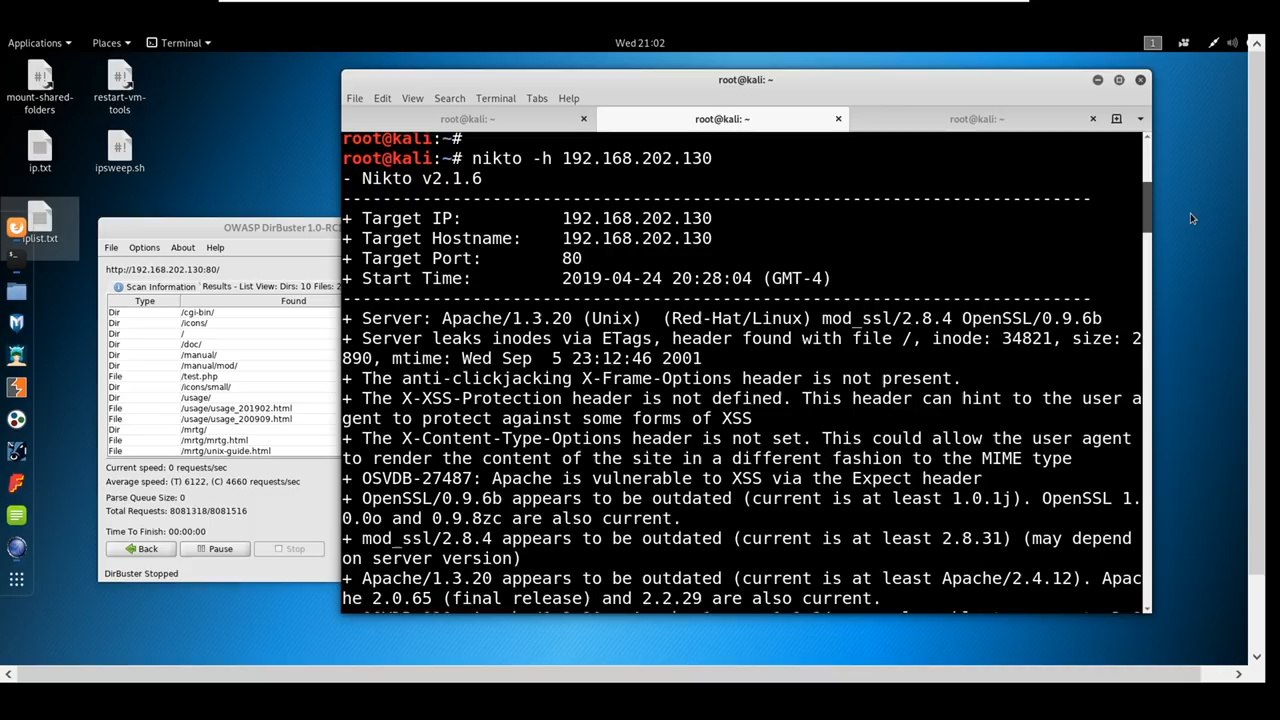 Applications Places Terminal Wed 21:02 1
mount-shared-folders
restart-vm-tools
ip.txt
ipsweep.sh
iplist.txt
OWASP DirBuster 1.0-RC
File Options About Help
http://192.168.202.130:80/
Scan Information Results - List View: Dirs: 10 Files:
Type Found
Dir /cgi-bin/
Dir /icons/
Dir /
Dir /doc/
Dir /manual/
Dir /manual/mod/
File /test.php
Dir /icons/small/
Dir /usage/
File /usage/usage_201902.html
File /usage/usage_200909.html
Dir /mrtg/
File /mrtg/mrtg.html
File /mrtg/unix-guide.html
Current speed: 0 requests/sec
Average speed: (T) 6122, (C) 4660 requests/sec
Parse Queue Size: 0
Total Requests: 8081318/8081516
Time To Finish: 00:00:00
Back Pause Stop
DirBuster Stopped
root@kali: ~
File Edit View Search Terminal Tabs Help
root@kali: ~ root@kali: ~ root@kali: ~
root@kali:~#
root@kali:~# nikto -h 192.168.202.130
- Nikto v2.1.6
---------------------------------------------------------------------------
+ Target IP: 192.168.202.130
+ Target Hostname: 192.168.202.130
+ Target Port: 80
+ Start Time: 2019-04-24 20:28:04 (GMT-4)
---------------------------------------------------------------------------
+ Server: Apache/1.3.20 (Unix) (Red-Hat/Linux) mod_ssl/2.8.4 OpenSSL/0.9.6b
+ Server leaks inodes via ETags, header found with file /, inode: 34821, size: 2
890, mtime: Wed Sep 5 23:12:46 2001
+ The anti-clickjacking X-Frame-Options header is not present.
+ The X-XSS-Protection header is not defined. This header can hint to the user a
gent to protect against some forms of XSS
+ The X-Content-Type-Options header is not set. This could allow the user agent
to render the content of the site in a different fashion to the MIME type
+ OSVDB-27487: Apache is vulnerable to XSS via the Expect header
+ OpenSSL/0.9.6b appears to be outdated (current is at least 1.0.1j). OpenSSL 1.
0.0o and 0.9.8zc are also current.
+ mod_ssl/2.8.4 appears to be outdated (current is at least 2.8.31) (may depend
on server version)
+ Apache/1.3.20 appears to be outdated (current is at least Apache/2.4.12). Apac
he 2.0.65 (final release) and 2.2.29 are also current.